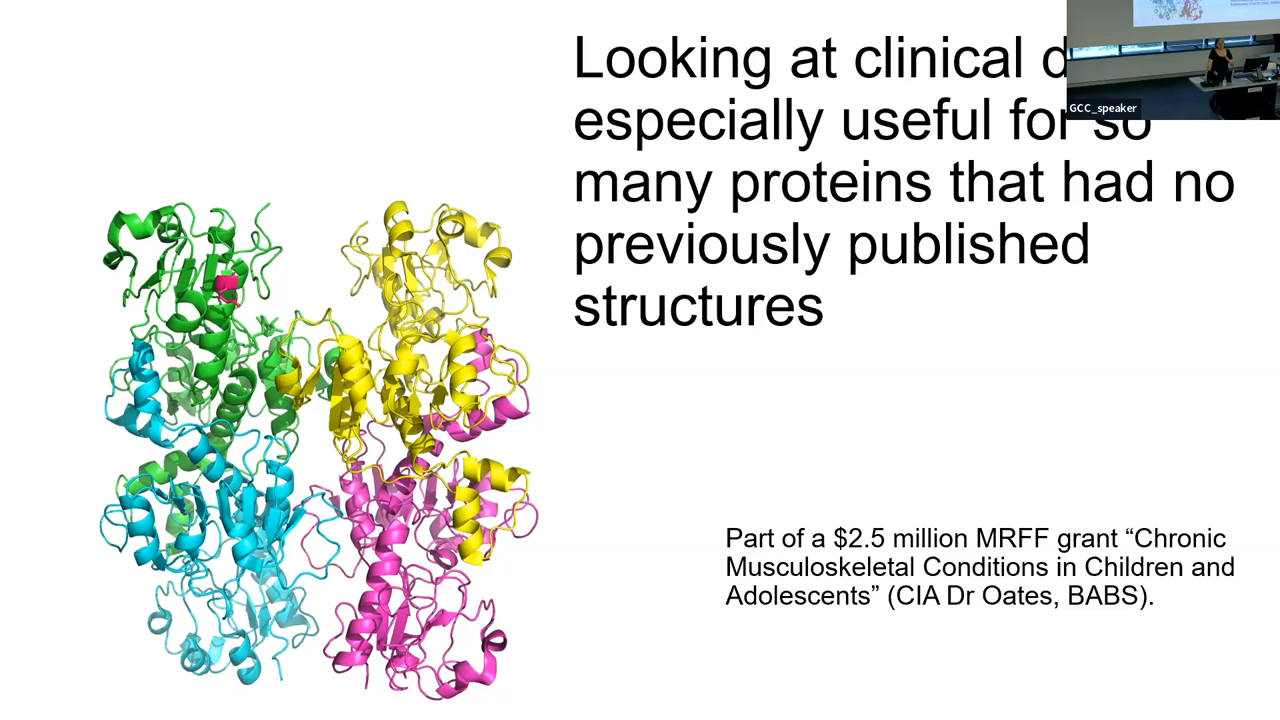 Looking at clinical
especially useful for so
many proteins that had no
previously published
structures
GCC_speaker
Part of a $2.5 million MRFF grant “Chronic
Musculoskeletal Conditions in Children and
Adolescents” (CIA Dr Oates, BABS).